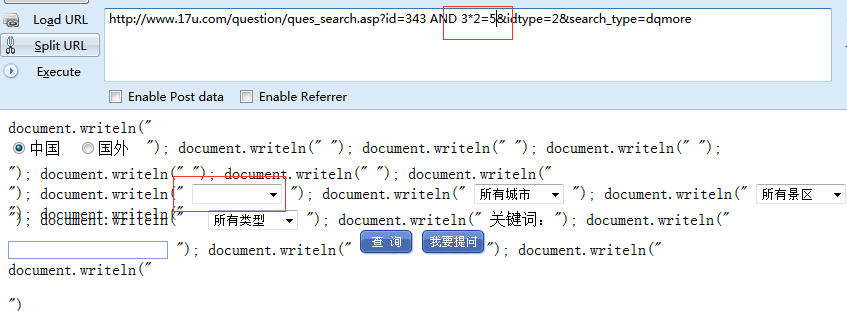 Load URL
http://www.17u.com/question/ques_search.asp?id=343 AND 3*2=5&idtype=2&search_type=dqmore
Split URL
Execute
Enable Post data Enable Referrer
document.writeln("
中国 国外 "); document.writeln(" "); document.writeln(" "); document.writeln(" ");
"); document.writeln(" "); document.writeln(" "); document.writeln("
"); document.writeln(" "); document.writeln(" 所有城市 "); document.writeln(" 所有景区
"); document.writeln("
"); document.writeln(" 所有类型 "); document.writeln(" 关键词："); document.writeln("
"); document.writeln(" 查 询 我要提问 "); document.writeln("
document.writeln("
")